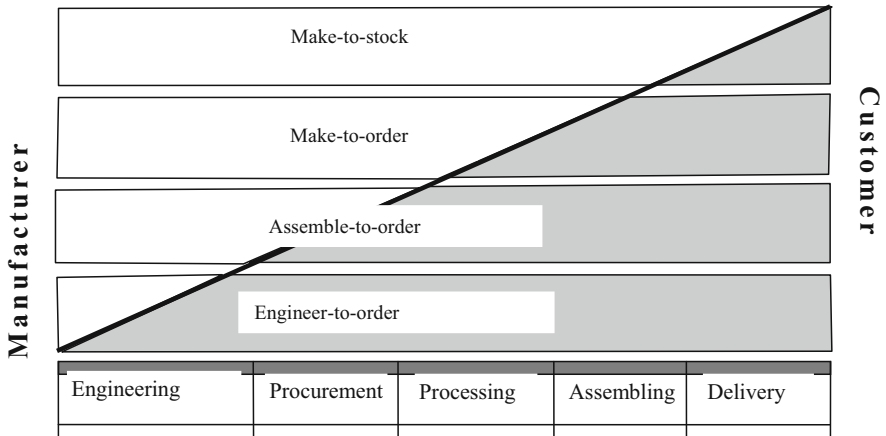 Make-to-stock
Make-to-order
Assemble-to-order
Engineer-to-order
Manufacturer
Customer
Engineering Procurement Processing Assembling Delivery